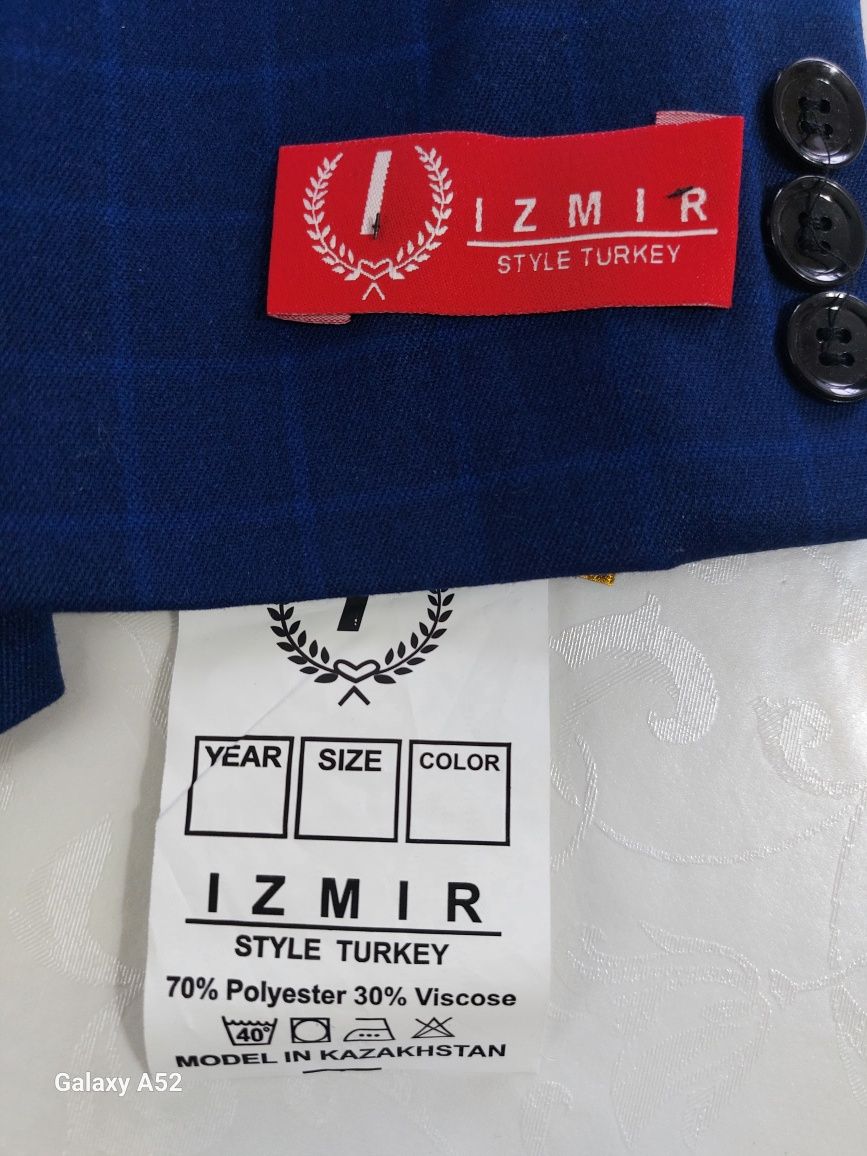 I
IZMIR
STYLE TURKEY
YEAR
SIZE
COLOR
IZMIR
STYLE TURKEY
70% Polyester 30% Viscose
40°
MODEL IN KAZAKHSTAN
Galaxy A52